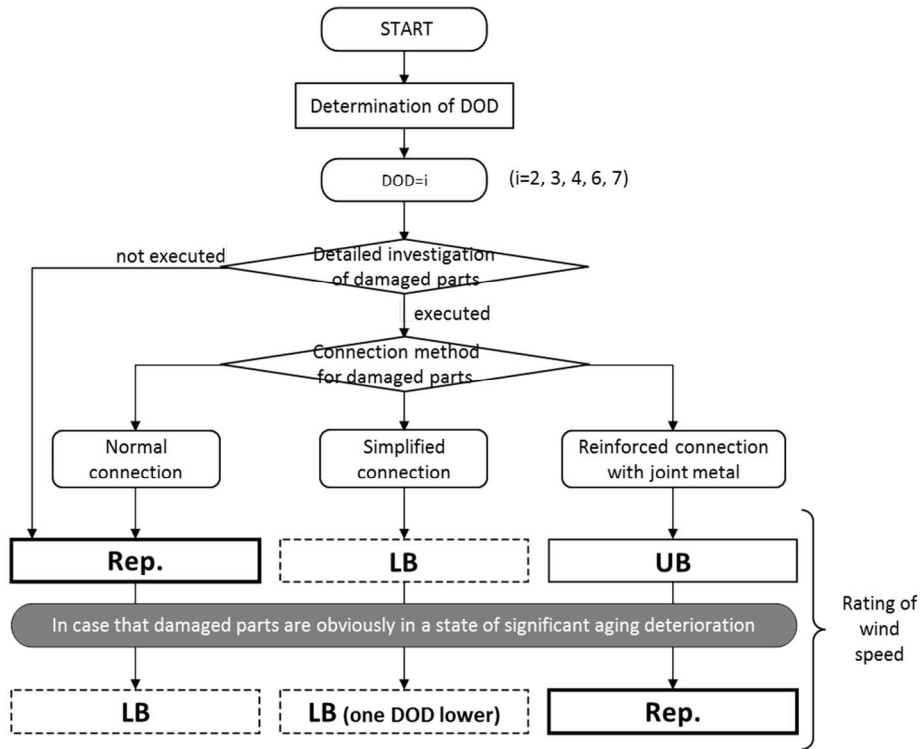 START
Determination of DOD
DOD=i
(i=2, 3, 4, 6, 7)
not executed
Detailed investigation
of damaged parts
executed
Connection method
for damaged parts
Normal
connection
Simplified
connection
Reinforced connection
with joint metal
Rep.
LB
UB
In case that damaged parts are obviously in a state of significant aging deterioration
Rating of
wind
speed
LB
LB (one DOD lower)
Rep.